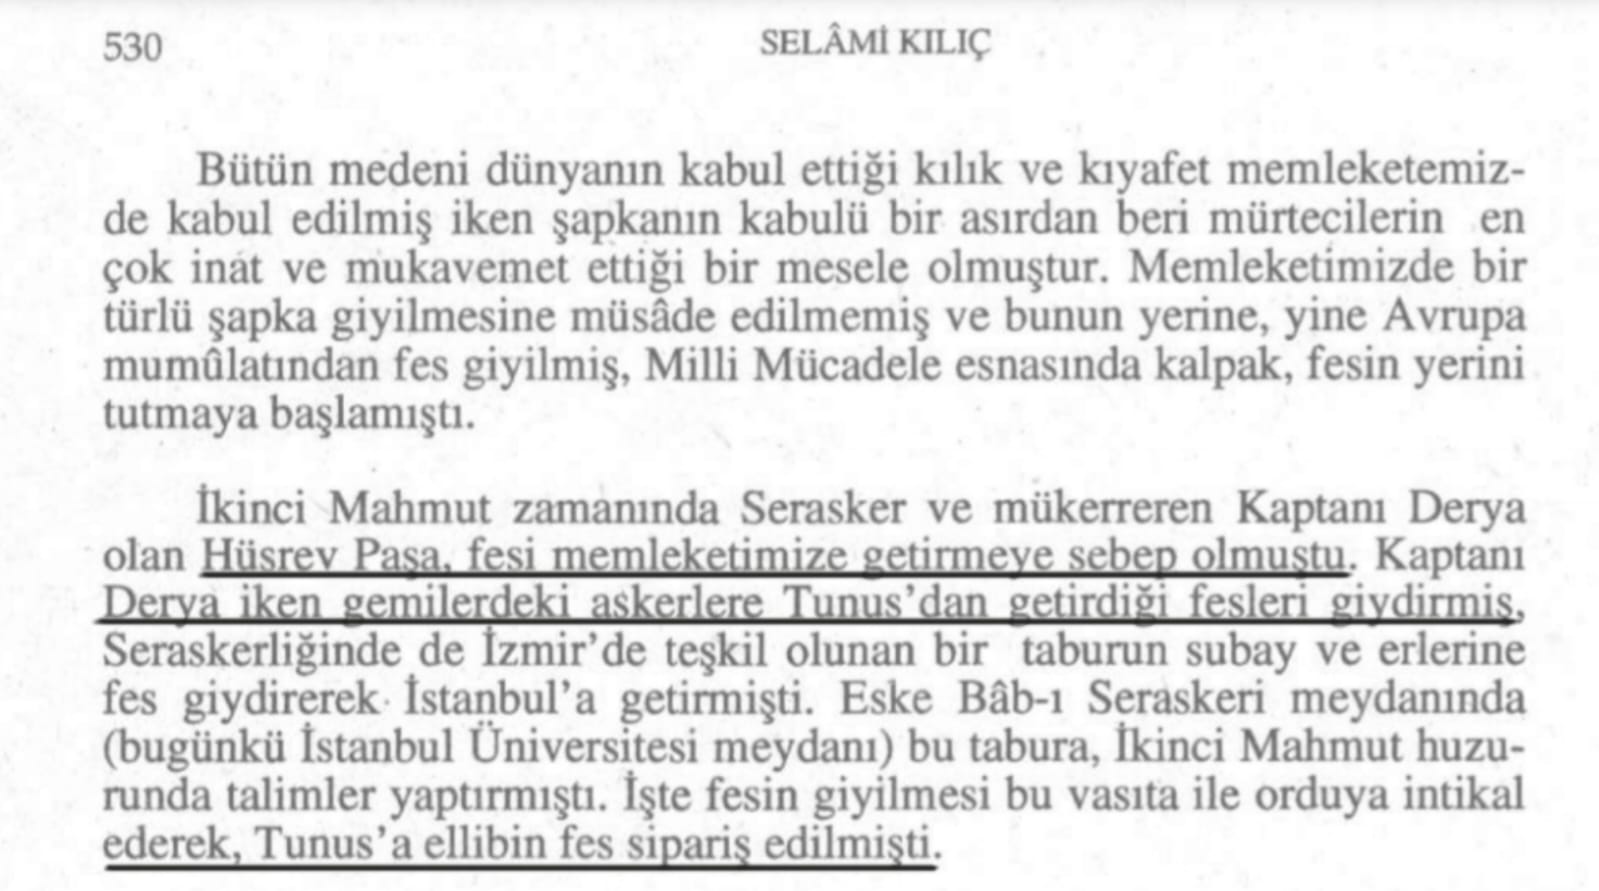 530
SELÂMİ KILIÇ
Bütün medeni dünyanın kabul ettiği kılık ve kıyafet memleketemiz-
de kabul edilmiş iken şapkanın kabulü bir asırdan beri mürtecilerin en
çok inat ve mukavemet ettiği bir mesele olmuştur. Memleketimizde bir
türlü şapka giyilmesine müsâde edilmemiş ve bunun yerine, yine Avrupa
mumûlatından fes giyilmiş, Milli Mücadele esnasında kalpak, fesin yerini
tutmaya başlamıştı.
İkinci Mahmut zamanında Serasker ve mükerreren Kaptanı Derya
olan Hüsrev Paşa, fesi memleketimize getirmeye sebep olmuştu. Kaptanı
Derya iken gemilerdeki askerlere Tunus'dan getirdiği fesleri giydirmiş,
Seraskerliğinde de İzmir'de teşkil olunan bir taburun subay ve erlerine
fes giydirerek İstanbul'a getirmişti. Eske Bâb-ı Seraskeri meydanında
(bugünkü İstanbul Üniversitesi meydanı) bu tabura, İkinci Mahmut huzu-
runda talimler yaptırmıştı. İşte fesin giyilmesi bu vasıta ile orduya intikal
ederek, Tunus'a ellibin fes sipariş edilmişti.